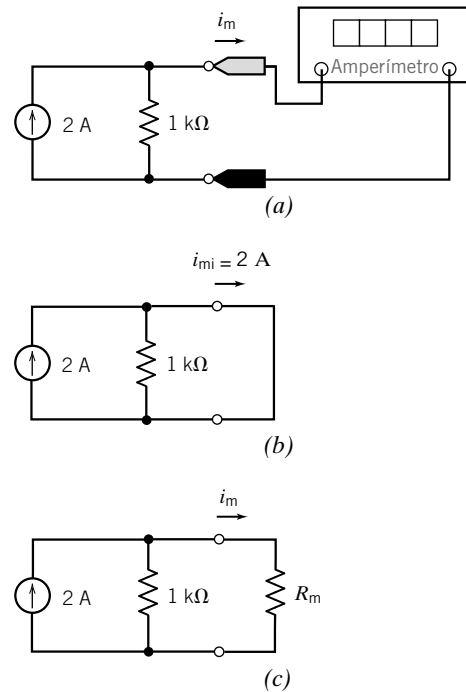 i_m
Amperímetro
2 A
1 kΩ
(a)
i_mi = 2 A
2 A
1 kΩ
(b)
i_m
2 A
1 kΩ
R_m
(c)